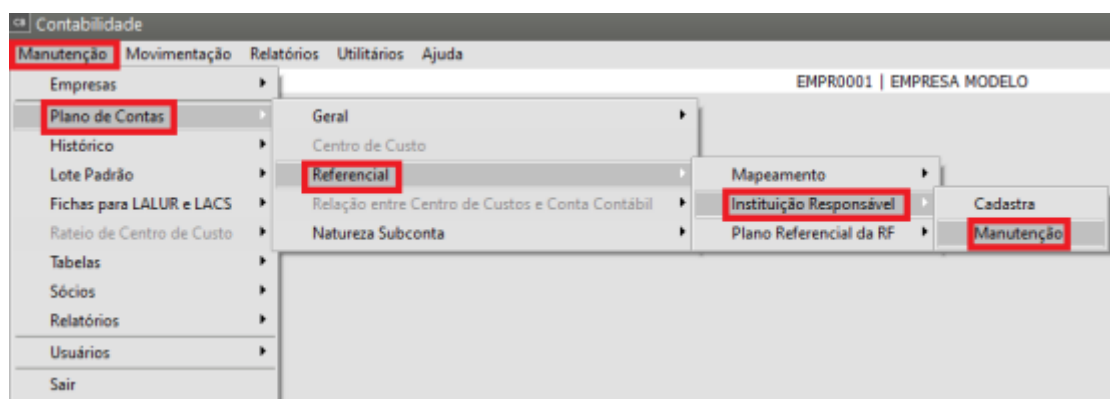 CB Contabilidade
Manutenção Movimentação Relatórios Utilitários Ajuda
EMPR0001 | EMPRESA MODELO
Empresas
Plano de Contas
Histórico
Lote Padrão
Fichas para LALUR e LACS
Rateio de Centro de Custo
Tabelas
Sócios
Relatórios
Usuários
Sair
Geral
Centro de Custo
Referencial
Relação entre Centro de Custos e Conta Contábil
Natureza Subconta
Mapeamento
Instituição Responsável
Plano Referencial da RF
Cadastra
Manutenção